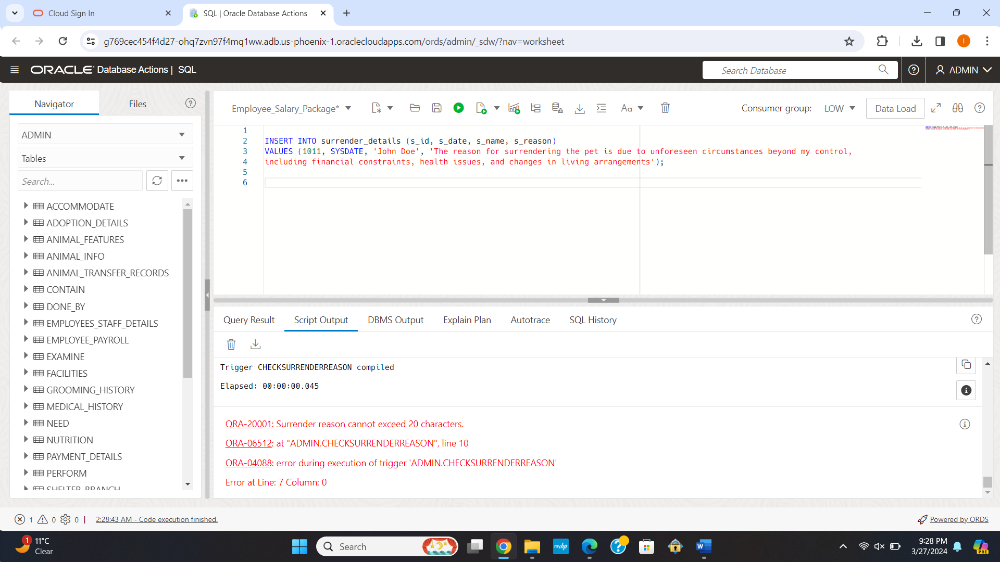 Cloud Sign In
SQL | Oracle Database Actions
g769cec454f4d27-ohq7zvn97f4mq1ww.adb.us-phoenix-1.oraclecloudapps.com/ords/admin/_sdw/?nav=worksheet
I
ORACLE Database Actions | SQL
Search Database
ADMIN
Navigator
Files
ADMIN
Tables
Search...
ACCOMMODATE
ADOPTION_DETAILS
ANIMAL_FEATURES
ANIMAL_INFO
ANIMAL_TRANSFER_RECORDS
CONTAIN
DONE_BY
EMPLOYEES_STAFF_DETAILS
EMPLOYEE_PAYROLL
EXAMINE
FACILITIES
GROOMING_HISTORY
MEDICAL_HISTORY
NEED
NUTRITION
PAYMENT_DETAILS
PERFORM
SHELTER_BRANCH
Employee_Salary_Package*
Aa
Consumer group: LOW
Data Load
1
2 INSERT INTO surrender_details (s_id, s_date, s_name, s_reason)
3 VALUES (1011, SYSDATE, 'John Doe', 'The reason for surrendering the pet is due to unforeseen circumstances beyond my control,
4 including financial constraints, health issues, and changes in living arrangements');
5
6
Query Result
Script Output
DBMS Output
Explain Plan
Autotrace
SQL History
Trigger CHECKSURRENDERREASON compiled
Elapsed: 00:00:00.045
ORA-20001: Surrender reason cannot exceed 20 characters.
ORA-06512: at "ADMIN.CHECKSURRENDERREASON", line 10
ORA-04088: error during execution of trigger 'ADMIN.CHECKSURRENDERREASON'
Error at Line: 7 Column: 0
1 0 0 | 2:28:43 AM - Code execution finished.
Powered by ORDS
1
11°C
Clear
Search
myhp
W
9:28 PM
3/27/2024
PRE